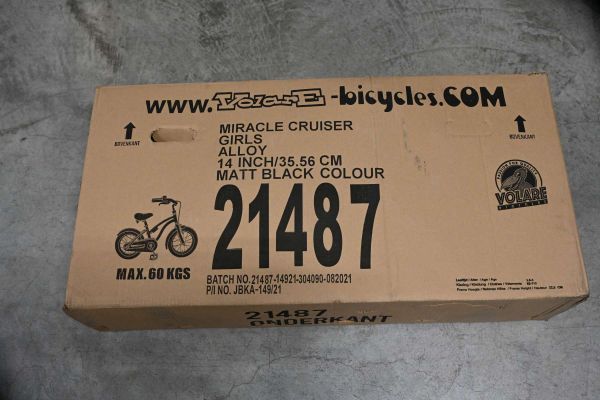 www.VolarE-bicycles.COM
BOVENKANT
BOVENKANT
MIRACLE CRUISER
GIRLS
ALLOY
14 INCH/35.56 CM
MATT BLACK COLOUR
21487
VOLARE
BICYCLES
MAX. 60 KGS
BATCH NO.21487-14921-304090-082021
P/I NO. JBKA-149/21
21487
ONDERKANT